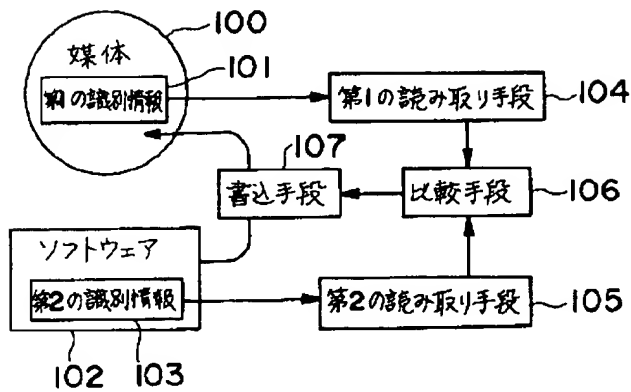 100
媒体
101
第1の識別情報
第1の読み取り手段
104
107
書込手段
比較手段
106
ソフトウェア
第2の識別情報
第2の読み取り手段
105
102
103